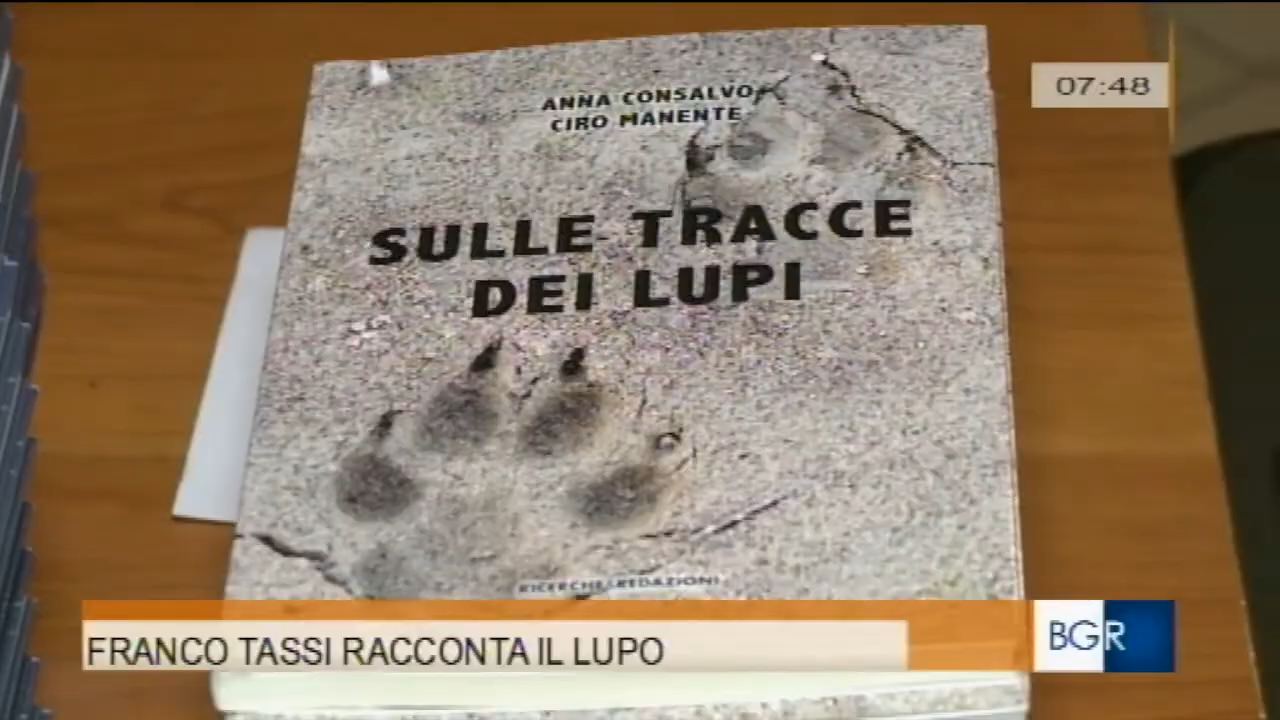 07:48
ANNA CONSALVO
CIRO MANENTE
SULLE TRACCE
DEI LUPI
RICERCHE&REDAZIONI
FRANCO TASSI RACCONTA IL LUPO
BGR